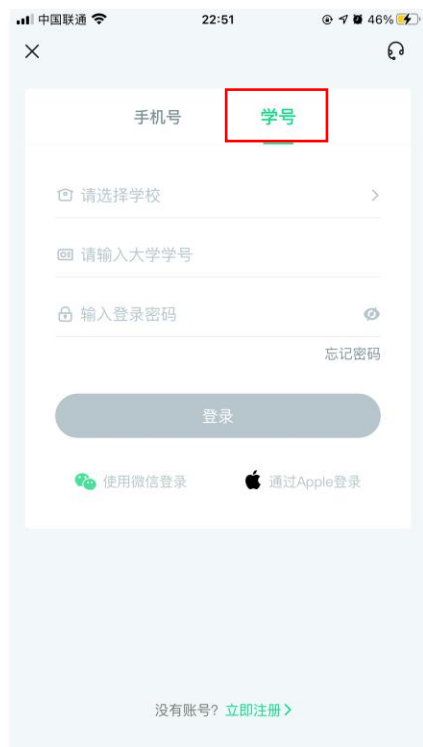 中国联通 22:51 46%
手机号 学号
请选择学校
请输入大学学号
输入登录密码
忘记密码
登录
使用微信登录 通过Apple登录
没有账号? 立即注册